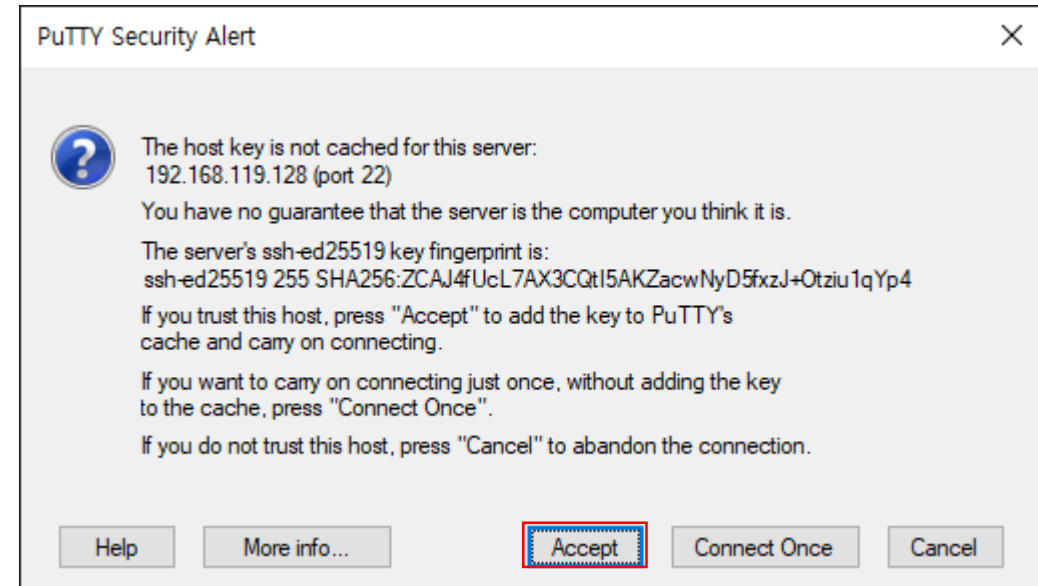 PuTTY Security Alert
The host key is not cached for this server:
192.168.119.128 (port 22)
You have no guarantee that the server is the computer you think it is.
The server's ssh-ed25519 key fingerprint is:
ssh-ed25519 255 SHA256:ZCAJ4fUcL7AX3CQtI5AKZacwNyD5fxzJ+Otziu1qYp4
If you trust this host, press "Accept" to add the key to PuTTY's
cache and carry on connecting.
If you want to carry on connecting just once, without adding the key
to the cache, press "Connect Once".
If you do not trust this host, press "Cancel" to abandon the connection.
Help More info... Accept Connect Once Cancel